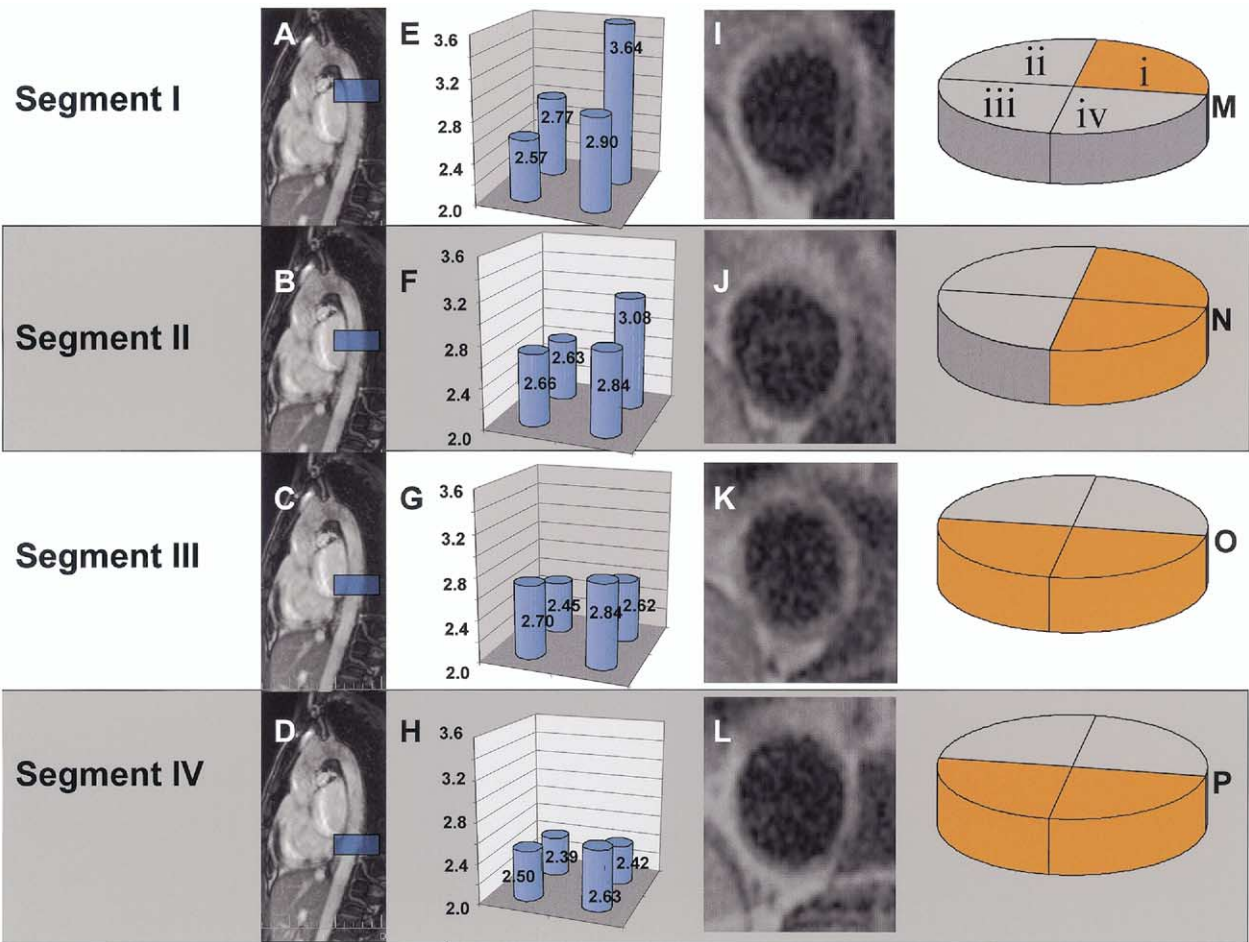 Segment I
A
E
3.6
3.2
2.8
2.4
2.0
2.57
2.77
2.90
3.64
I
ii
i
iii
iv
M
Segment II
B
F
3.6
3.2
2.8
2.4
2.0
2.66
2.63
2.84
3.08
J
N
Segment III
C
G
3.6
3.2
2.8
2.4
2.0
2.70
2.45
2.84
2.62
K
O
Segment IV
D
H
3.6
3.2
2.8
2.4
2.0
2.50
2.39
2.63
2.42
L
P